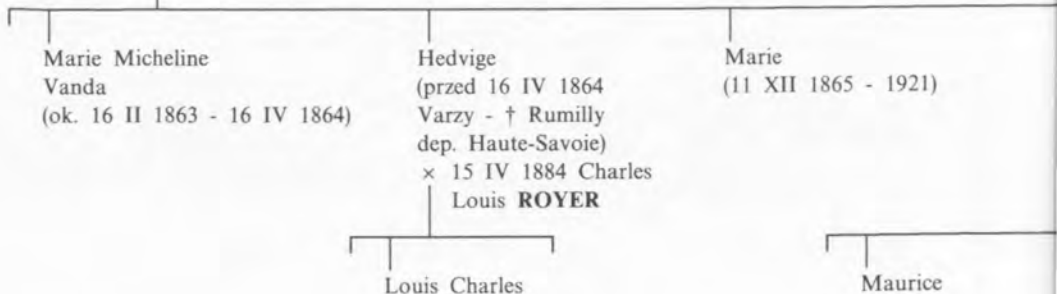 Marie Micheline
Vanda
(ok. 16 II 1863 - 16 IV 1864)
Hedvige
(przed 16 IV 1864
Varzy - † Rumilly
dep. Haute-Savoie)
× 15 IV 1884 Charles
Louis ROYER
Marie
(11 XII 1865 - 1921)
Louis Charles
Maurice